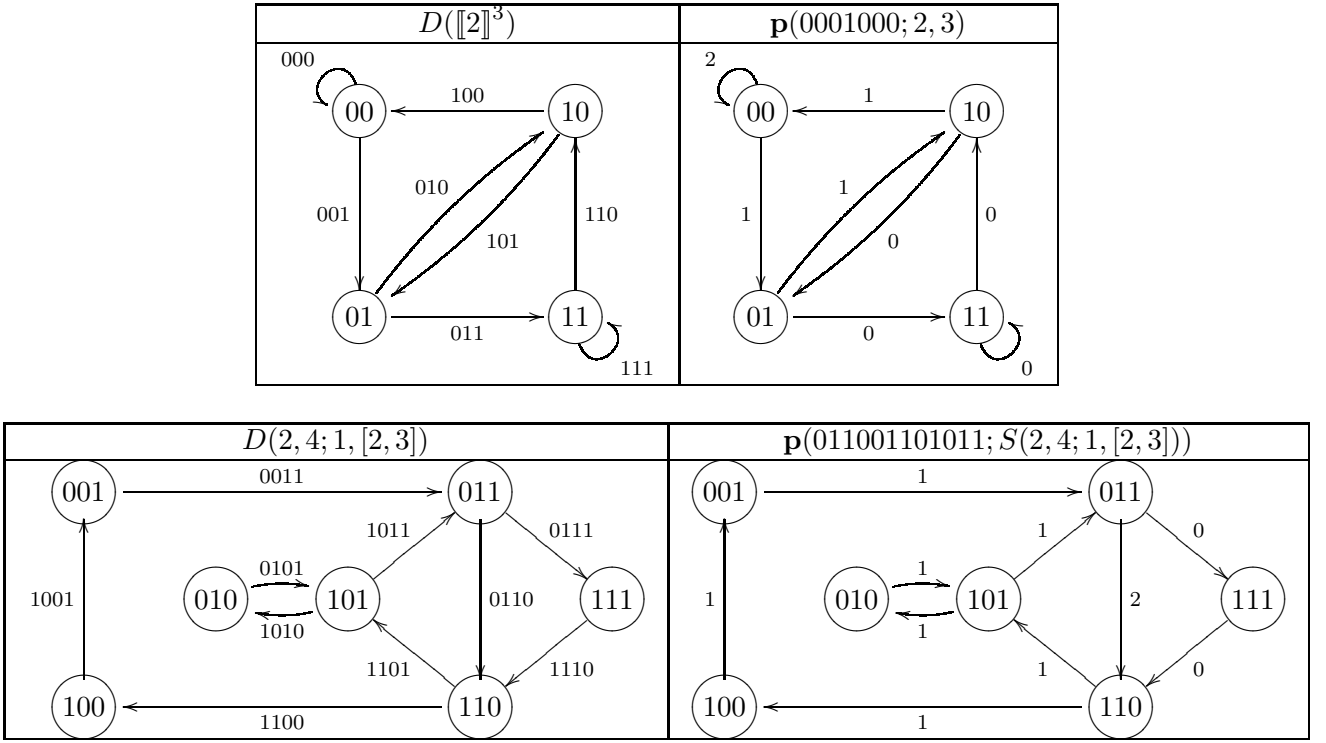 D(⟦2⟧³) p(0001000; 2, 3)
000 2
00 100 10 00 1 10
010 1
001 110 1 0
101 0
01 11 01 11
011 0
111 0
D(2, 4; 1, [2, 3]) p(011001101011; S(2, 4; 1, [2, 3]))
001 0011 011 001 1 011
1011 0111 1 0
0101 1
1001 010 101 0110 111 1 010 101 2 111
1010 1
1101 1110 1 0
100 110 100 110
1100 1